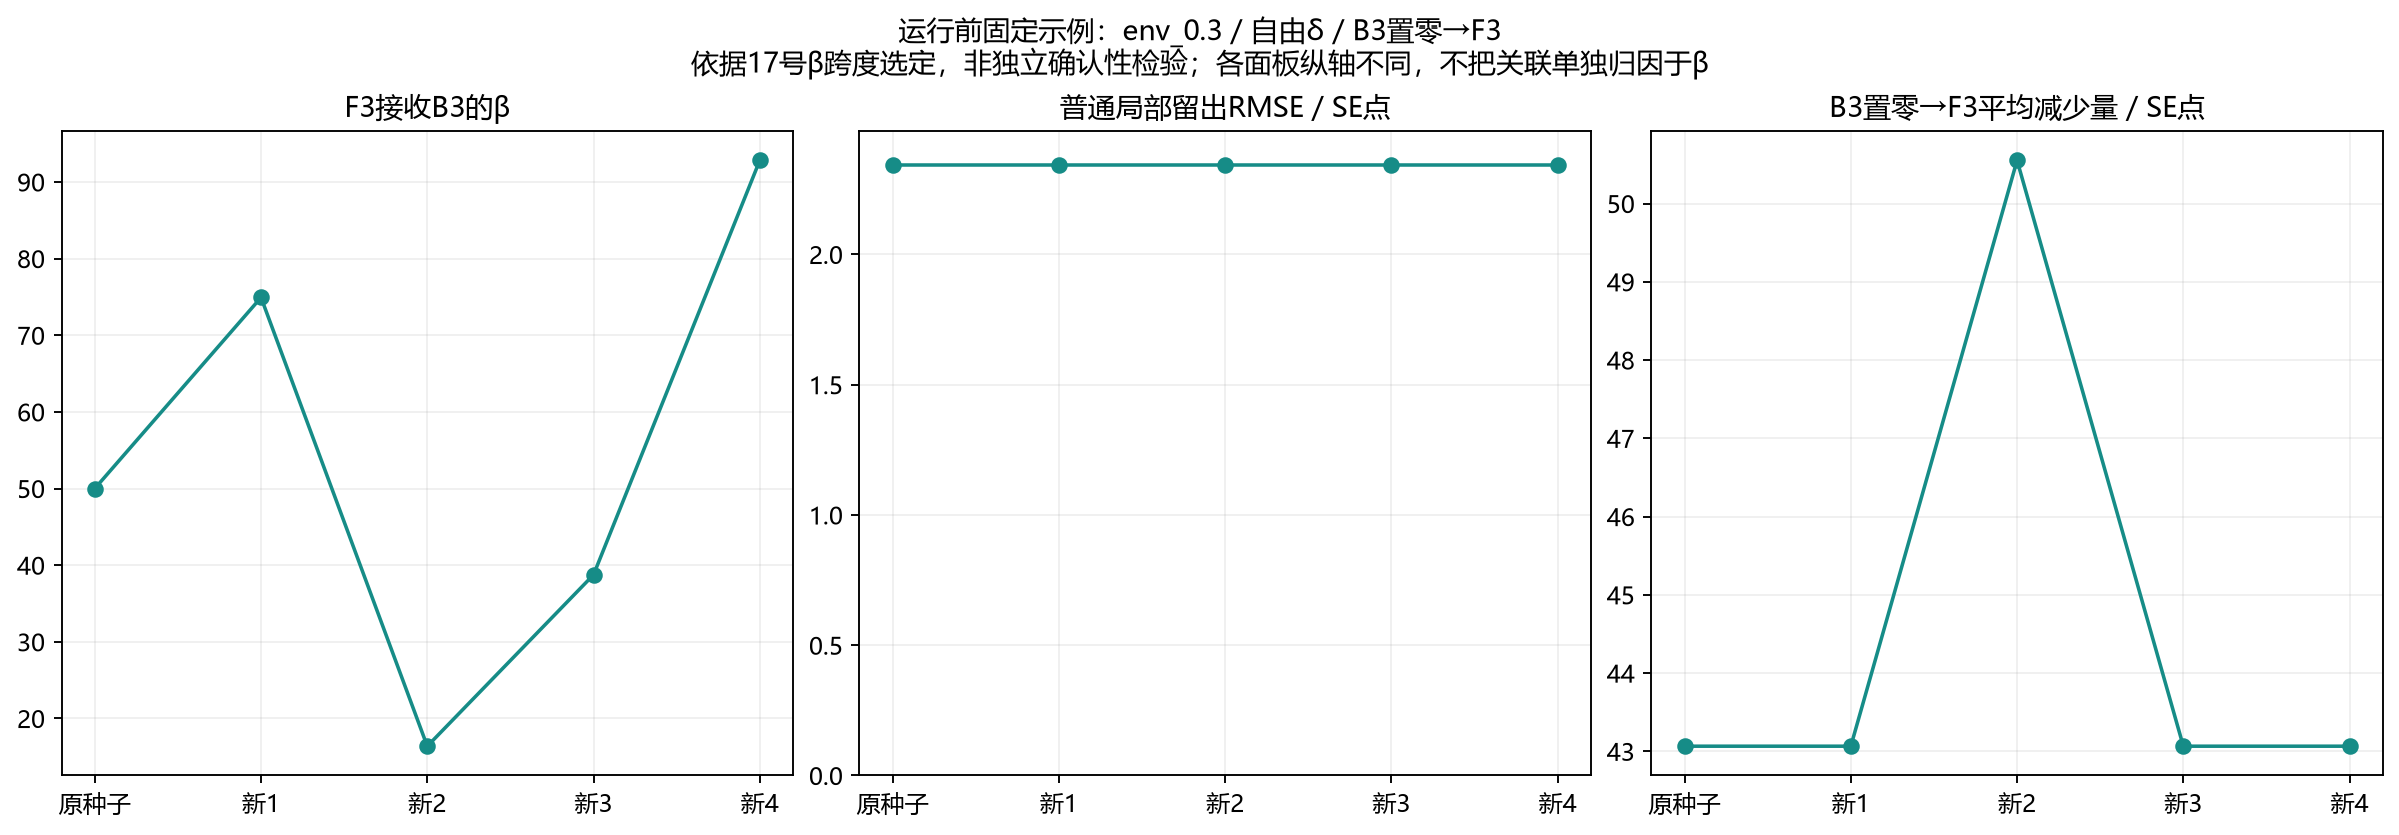 运行前固定示例：env_0.3 / 自由δ / B3置零→F3
依据17号β跨度选定，非独立确认性检验；各面板纵轴不同，不把关联单独归因于β
F3接收B3的β
90
80
70
60
50
40
30
20
原种子
新1
新2
新3
新4
普通局部留出RMSE / SE点
2.0
1.5
1.0
0.5
0.0
原种子
新1
新2
新3
新4
B3置零→F3平均减少量 / SE点
50
49
48
47
46
45
44
43
原种子
新1
新2
新3
新4